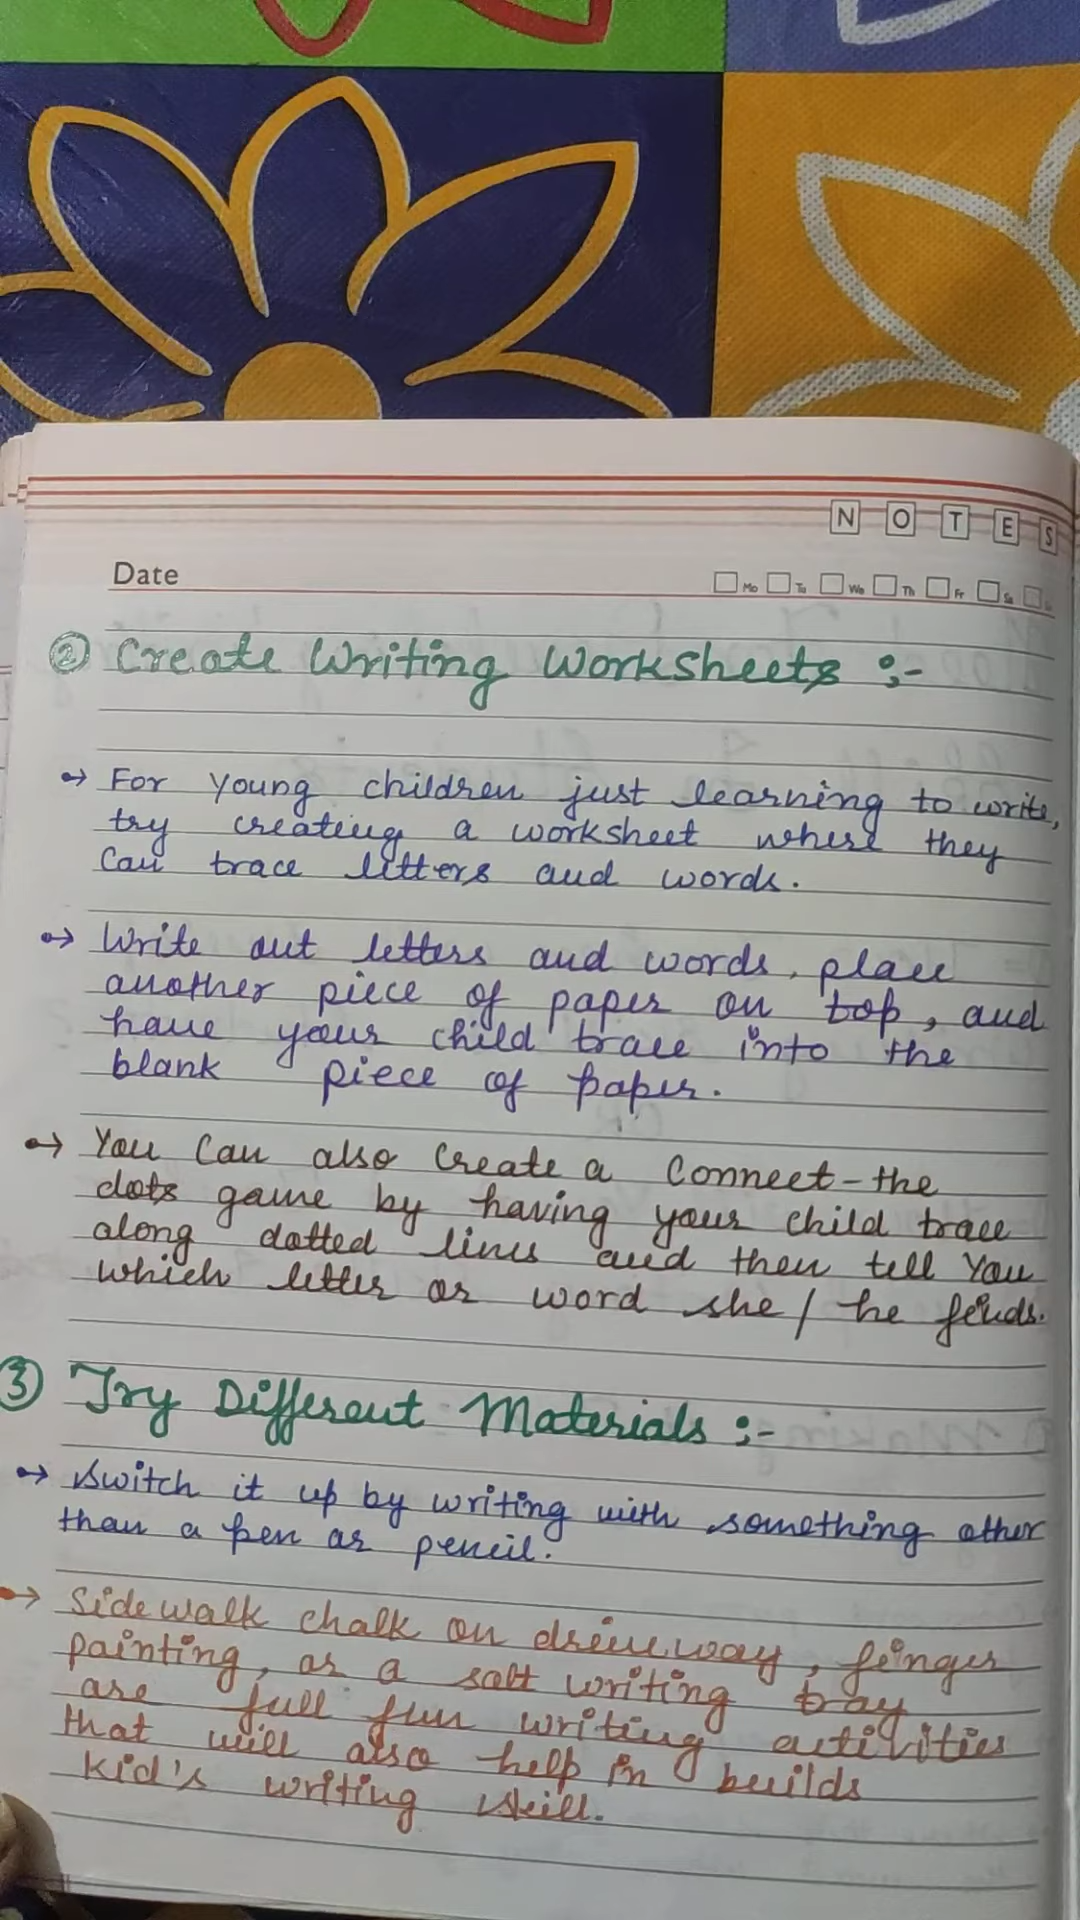 NOTES
Date
Mo Tu We Th Fr Sa
② Create Writing Worksheets :-
→ For young children just learning to write,
try creating a worksheet where they
can trace letters and words.
→ Write out letters and words, place
another piece of paper on top, and
have your child trace into the
blank piece of paper.
→ You can also create a connect-the
dots game by having your child trace
along dotted lines and then tell you
which letter or word she / he finds.
③ Try Different Materials :-
→ Switch it up by writing with something other
than a pen or pencil.
→ Sidewalk chalk on driveway, finger
painting, or a salt writing tray
are full fun writing activities
that will also help in builds
kid's writing skill.